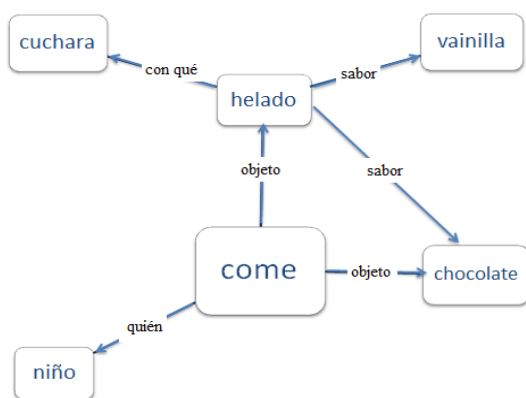 cuchara
vainilla
con qué
sabor
helado
objeto
sabor
come
objeto
chocolate
quién
niño